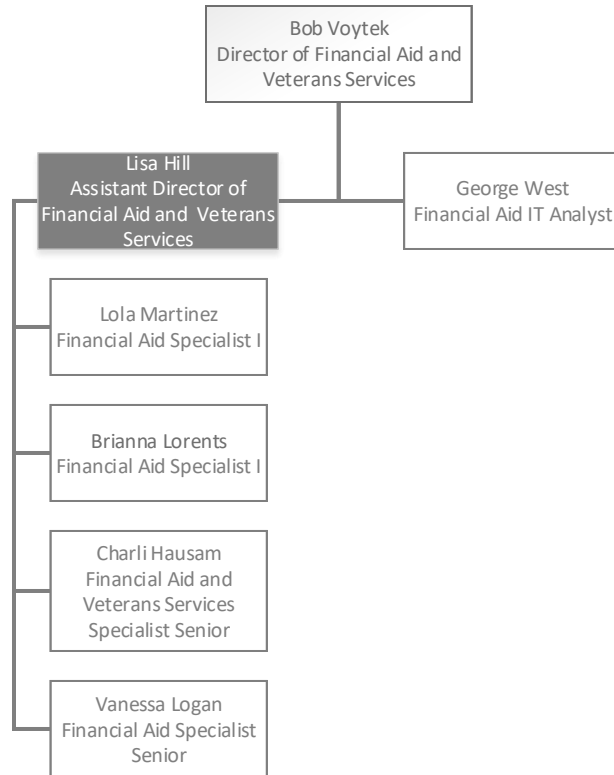 Bob Voytek
Director of Financial Aid and
Veterans Services
Lisa Hill
Assistant Director of
Financial Aid and Veterans
Services
George West
Financial Aid IT Analyst
Lola Martinez
Financial Aid Specialist I
Brianna Lorents
Financial Aid Specialist I
Charli Hausam
Financial Aid and
Veterans Services
Specialist Senior
Vanessa Logan
Financial Aid Specialist
Senior